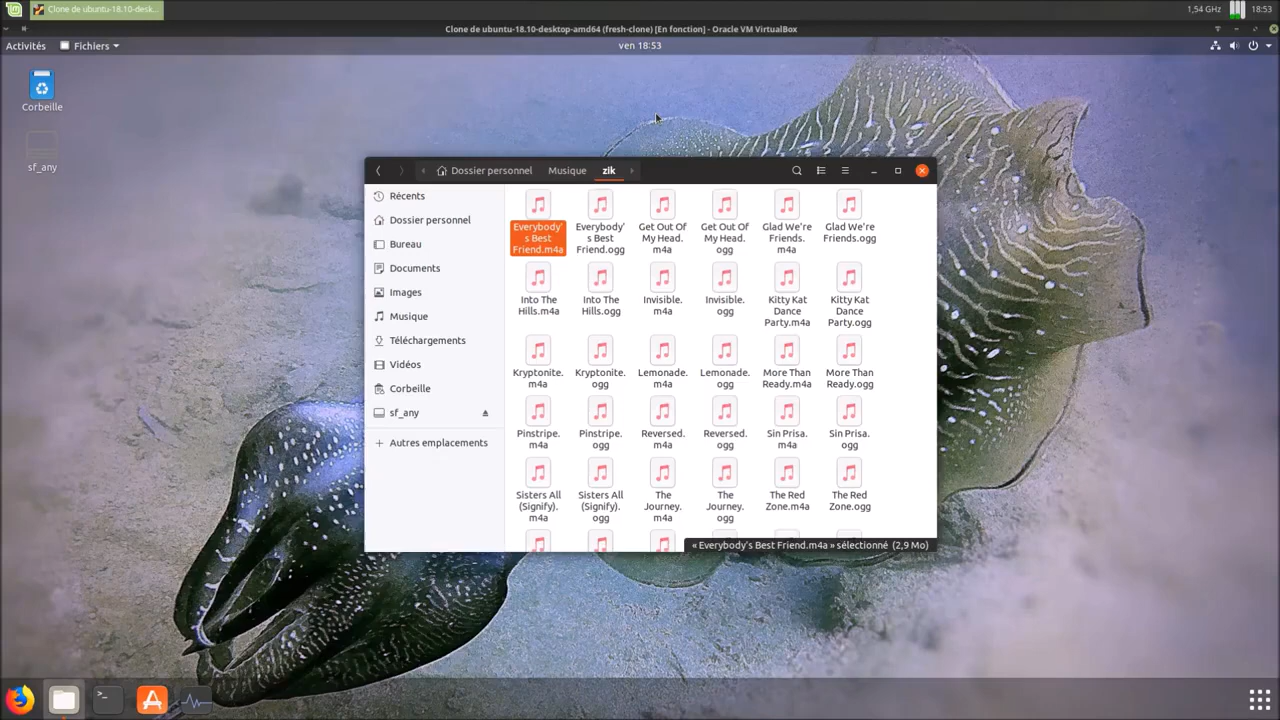 Clone de ubuntu-18.10-desk...
1,54 GHz
18:53
Clone de ubuntu-18.10-desktop-amd64 (fresh-clone) [En fonction] - Oracle VM VirtualBox
Activités
Fichiers
ven 18:53
Corbeille
sf_any
Dossier personnel
Musique
zik
Récents
Dossier personnel
Bureau
Documents
Images
Musique
Téléchargements
Vidéos
Corbeille
sf_any
Autres emplacements
Everybody'
s Best
Friend.m4a
Everybody'
s Best
Friend.ogg
Get Out Of
My Head.
m4a
Get Out Of
My Head.
ogg
Glad We're
Friends.
m4a
Glad We're
Friends.ogg
Into The
Hills.m4a
Into The
Hills.ogg
Invisible.
m4a
Invisible.
ogg
Kitty Kat
Dance
Party.m4a
Kitty Kat
Dance
Party.ogg
Kryptonite.
m4a
Kryptonite.
ogg
Lemonade.
m4a
Lemonade.
ogg
More Than
Ready.m4a
More Than
Ready.ogg
Pinstripe.
m4a
Pinstripe.
ogg
Reversed.
m4a
Reversed.
ogg
Sin Prisa.
m4a
Sin Prisa.
ogg
Sisters All
(Signify).
m4a
Sisters All
(Signify).
ogg
The
Journey.
m4a
The
Journey.
ogg
The Red
Zone.m4a
The Red
Zone.ogg
« Everybody's Best Friend.m4a » sélectionné (2,9 Mo)